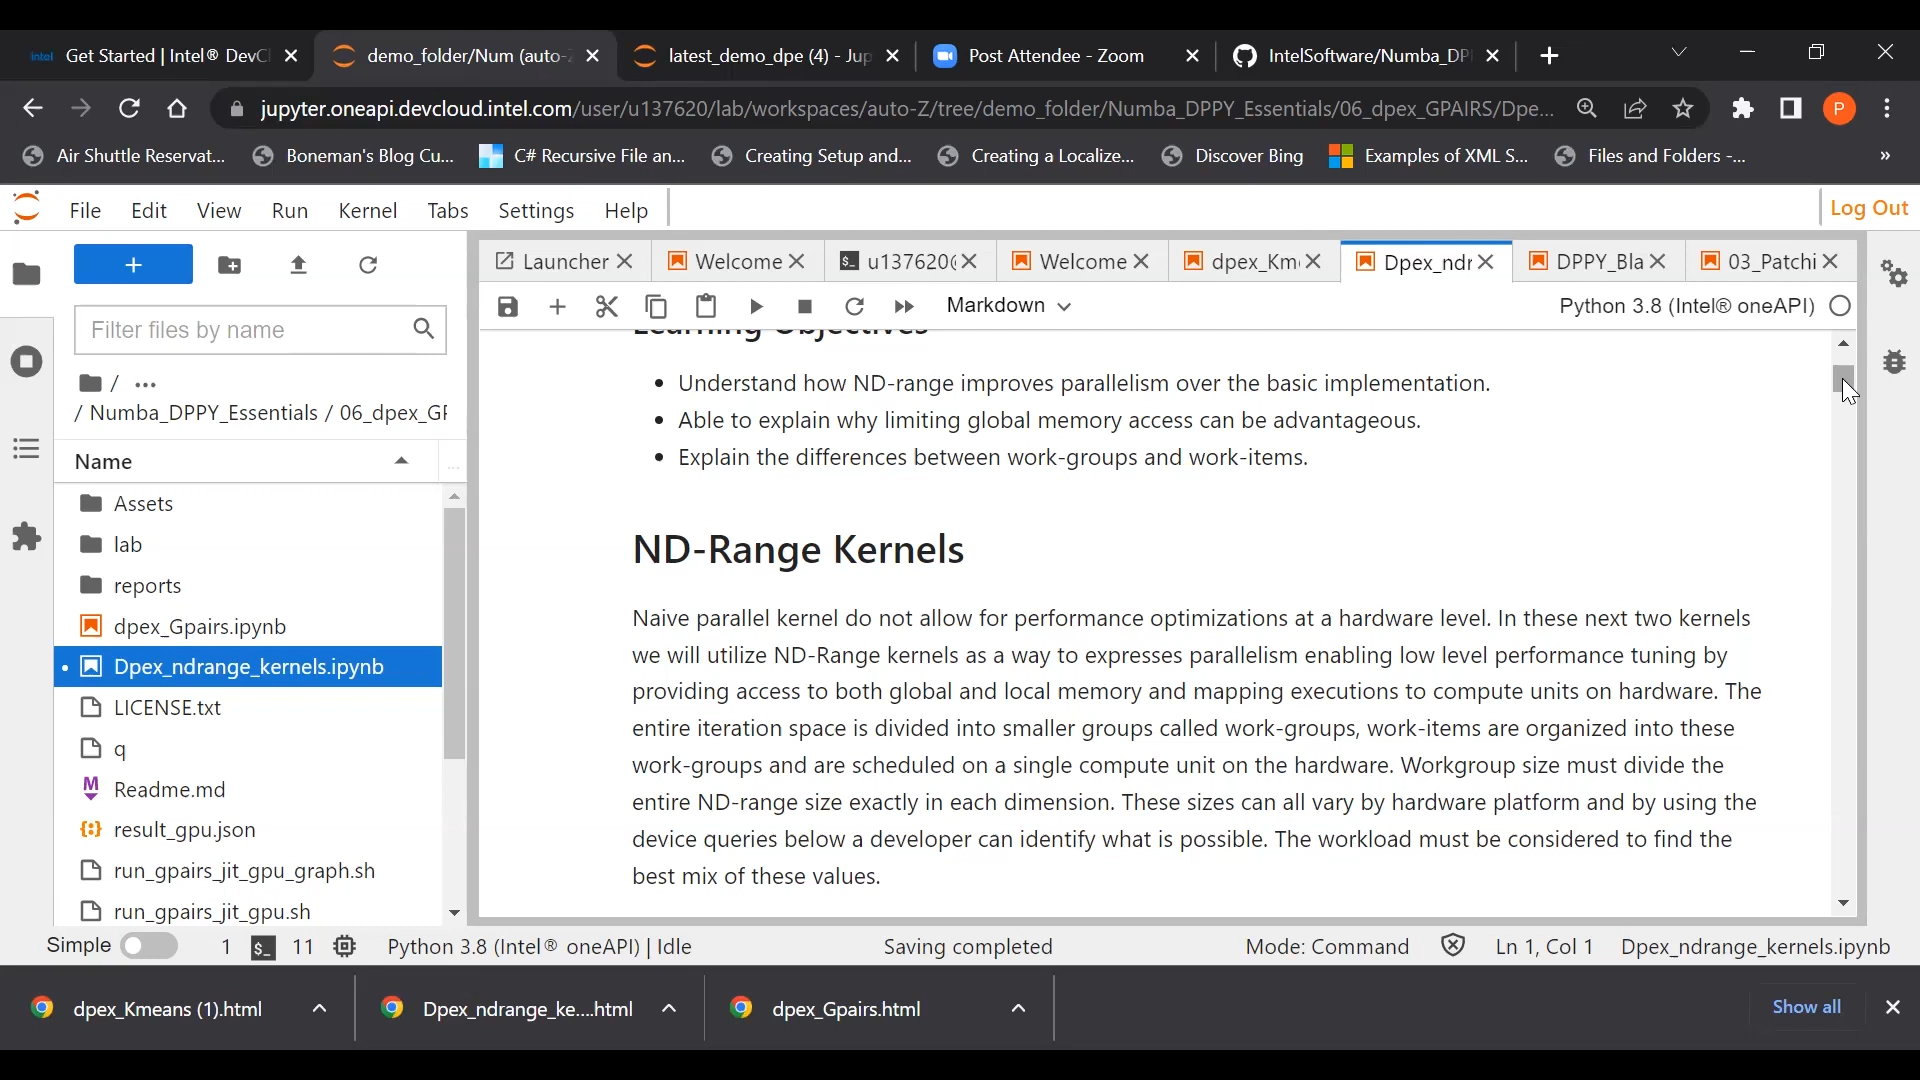 intel Get Started | Intel® DevCl
demo_folder/Num (auto-Z
latest_demo_dpe (4) - Jup
Post Attendee - Zoom
IntelSoftware/Numba_DP
jupyter.oneapi.devcloud.intel.com/user/u137620/lab/workspaces/auto-Z/tree/demo_folder/Numba_DPPY_Essentials/06_dpex_GPAIRS/Dpe...
P
Air Shuttle Reservat...
Boneman's Blog Cu...
C# Recursive File an...
Creating Setup and...
Creating a Localize...
Discover Bing
Examples of XML S...
Files and Folders -...
»
File Edit View Run Kernel Tabs Settings Help
Log Out
Launcher
Welcome
u137620(
Welcome
dpex_Km
Dpex_ndr
DPPY_Bla
03_Patchi
Markdown
Python 3.8 (Intel® oneAPI)
Filter files by name
/ ...
/ Numba_DPPY_Essentials / 06_dpex_GF
Name
Assets
lab
reports
dpex_Gpairs.ipynb
Dpex_ndrange_kernels.ipynb
LICENSE.txt
q
Readme.md
result_gpu.json
run_gpairs_jit_gpu_graph.sh
run_gpairs_jit_gpu.sh
Learning Objectives
• Understand how ND-range improves parallelism over the basic implementation.
• Able to explain why limiting global memory access can be advantageous.
• Explain the differences between work-groups and work-items.
ND-Range Kernels
Naive parallel kernel do not allow for performance optimizations at a hardware level. In these next two kernels
we will utilize ND-Range kernels as a way to expresses parallelism enabling low level performance tuning by
providing access to both global and local memory and mapping executions to compute units on hardware. The
entire iteration space is divided into smaller groups called work-groups, work-items are organized into these
work-groups and are scheduled on a single compute unit on the hardware. Workgroup size must divide the
entire ND-range size exactly in each dimension. These sizes can all vary by hardware platform and by using the
device queries below a developer can identify what is possible. The workload must be considered to find the
best mix of these values.
Simple 1 $_ 11 Python 3.8 (Intel® oneAPI) | Idle
Saving completed
Mode: Command
Ln 1, Col 1 Dpex_ndrange_kernels.ipynb
dpex_Kmeans (1).html
Dpex_ndrange_ke....html
dpex_Gpairs.html
Show all